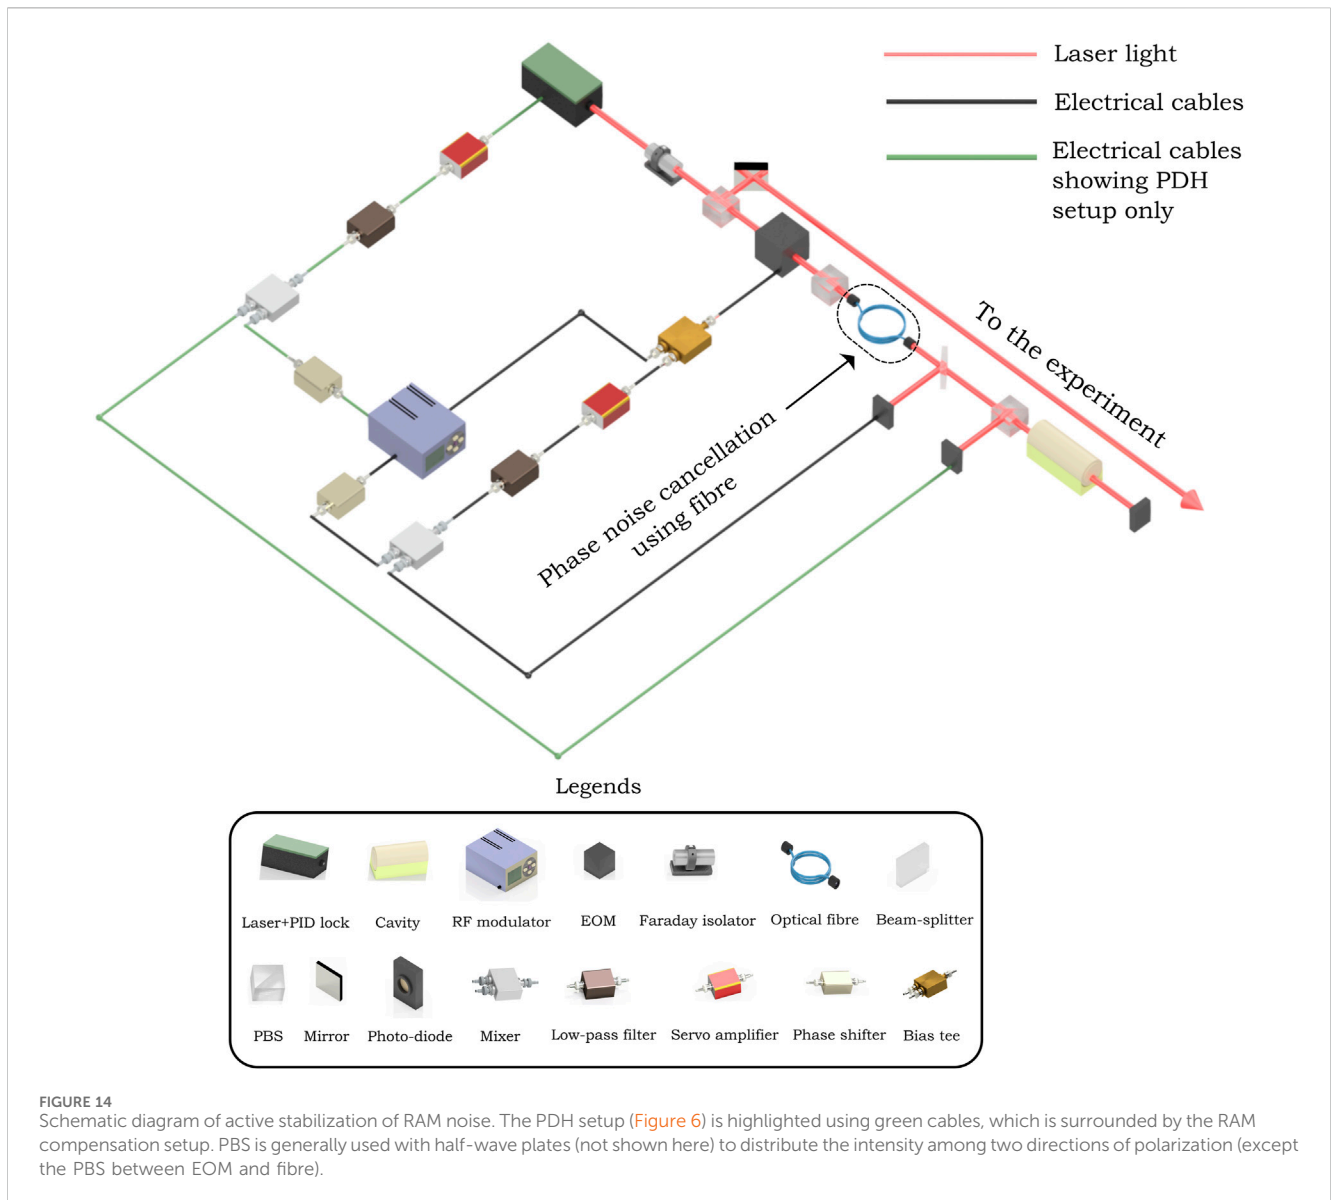 Laser light
Electrical cables
Electrical cables
showing PDH
setup only
To the experiment
Phase noise cancellation
using fibre
Legends
Laser+PID lock
Cavity
RF modulator
EOM
Faraday isolator
Optical fibre
Beam-splitter
PBS
Mirror
Photo-diode
Mixer
Low-pass filter
Servo amplifier
Phase shifter
Bias tee
FIGURE 14
Schematic diagram of active stabilization of RAM noise. The PDH setup (Figure 6) is highlighted using green cables, which is surrounded by the RAM
compensation setup. PBS is generally used with half-wave plates (not shown here) to distribute the intensity among two directions of polarization (except
the PBS between EOM and fibre).